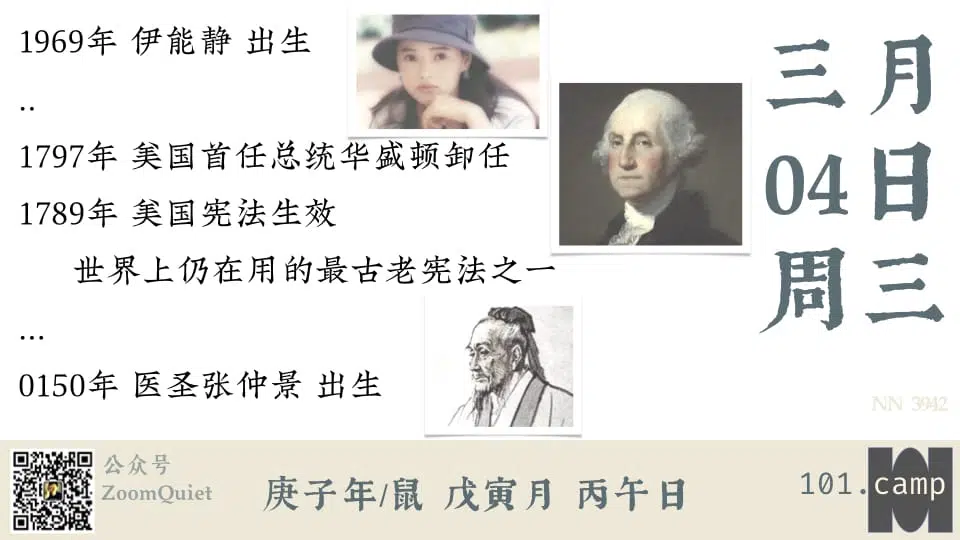 1969年 伊能静 出生
..
1797年 美国首任总统华盛顿卸任
1789年 美国宪法生效
世界上仍在用的最古老宪法之一
...
0150年 医圣张仲景 出生
三月
04日
周三
NN 3942
公众号
ZoomQuiet
庚子年/鼠 戊寅月 丙午日
101.camp